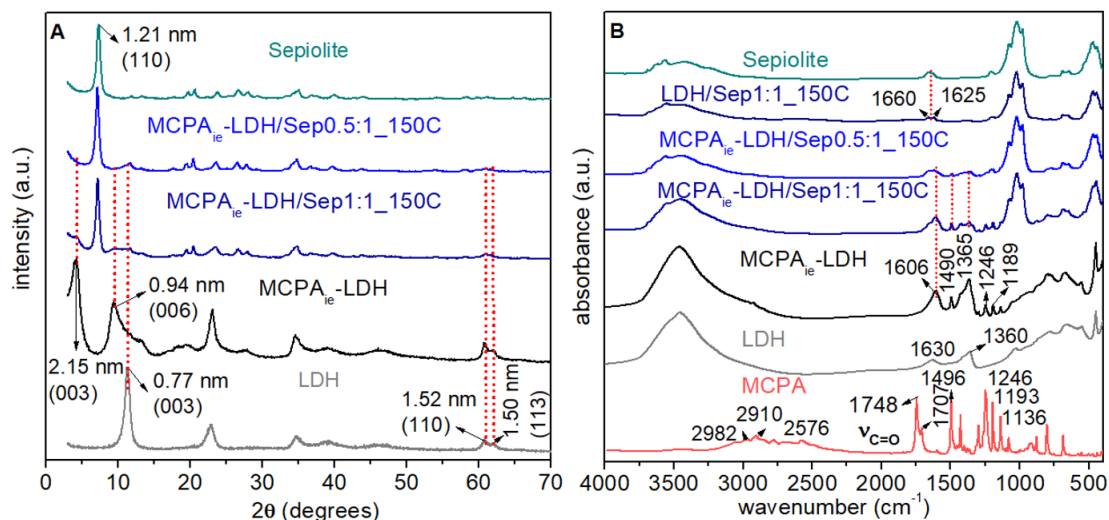 A
1.21 nm
(110)
Sepiolite
MCPAie-LDH/Sep0.5:1_150C
MCPAie-LDH/Sep1:1_150C
MCPAie-LDH
0.94 nm
(006)
2.15 nm
(003)
0.77 nm
(003)
LDH
1.52 nm
(110)
1.50 nm
(113)
intensity (a.u.)
0 10 20 30 40 50 60 70
2θ (degrees)
B
Sepiolite
LDH/Sep1:1_150C
1660 1625
MCPAie-LDH/Sep0.5:1_150C
MCPAie-LDH/Sep1:1_150C
MCPAie-LDH
1606
1490
1365
1246
1189
LDH
1630
1360
MCPA
1748
νC=O
1707
1496
1246
1193
1136
2982
2910
2576
absorbance (a.u.)
4000 3500 3000 2500 2000 1500 1000 500
wavenumber (cm-1)